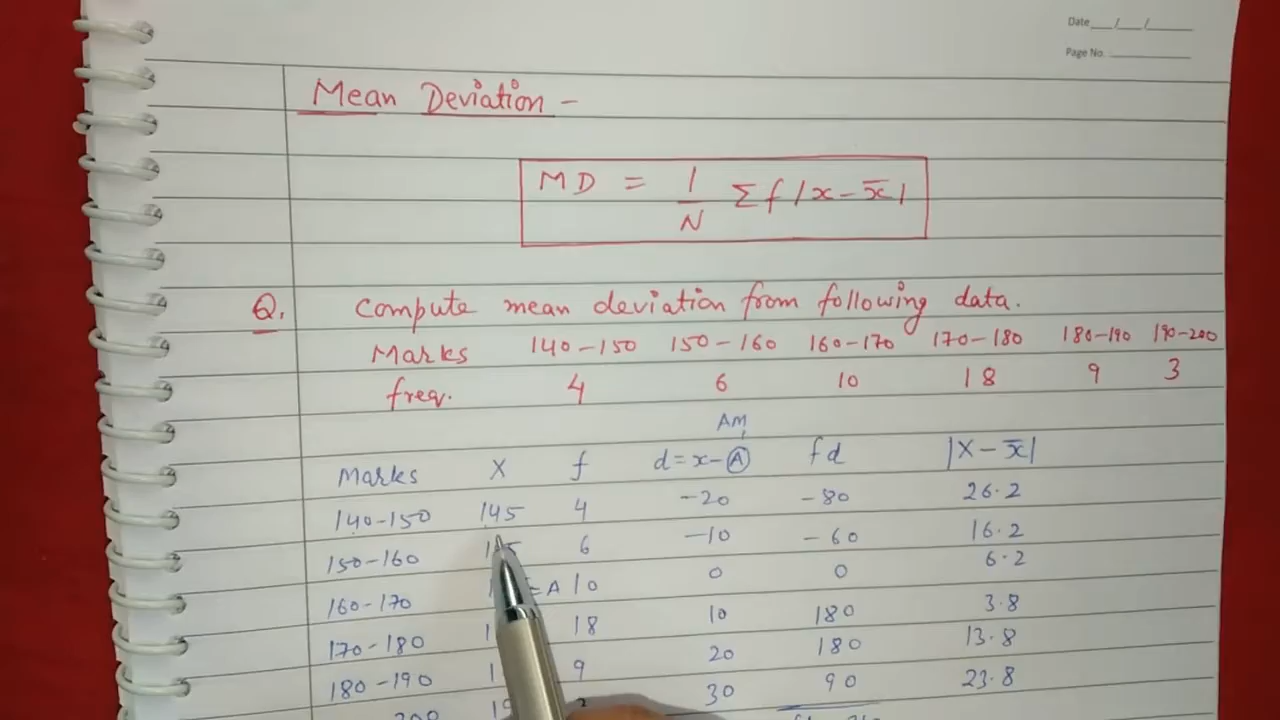 Date ___/___/___
Page No. ___
Mean Deviation -
MD = 1/N Σf|x-x̄|
Q. Compute mean deviation from following data.
Marks 140-150 150-160 160-170 170-180 180-190 190-200
freq. 4 6 10 18 9 3
AM
Marks X f d=x-A fd |X-x̄|
140-150 145 4 -20 -80 26.2
150-160 6 -10 -60 16.2
160-170 =A 10 0 0 6.2
170-180 18 10 180 3.8
180-190 9 20 180 13.8
30 90 23.8